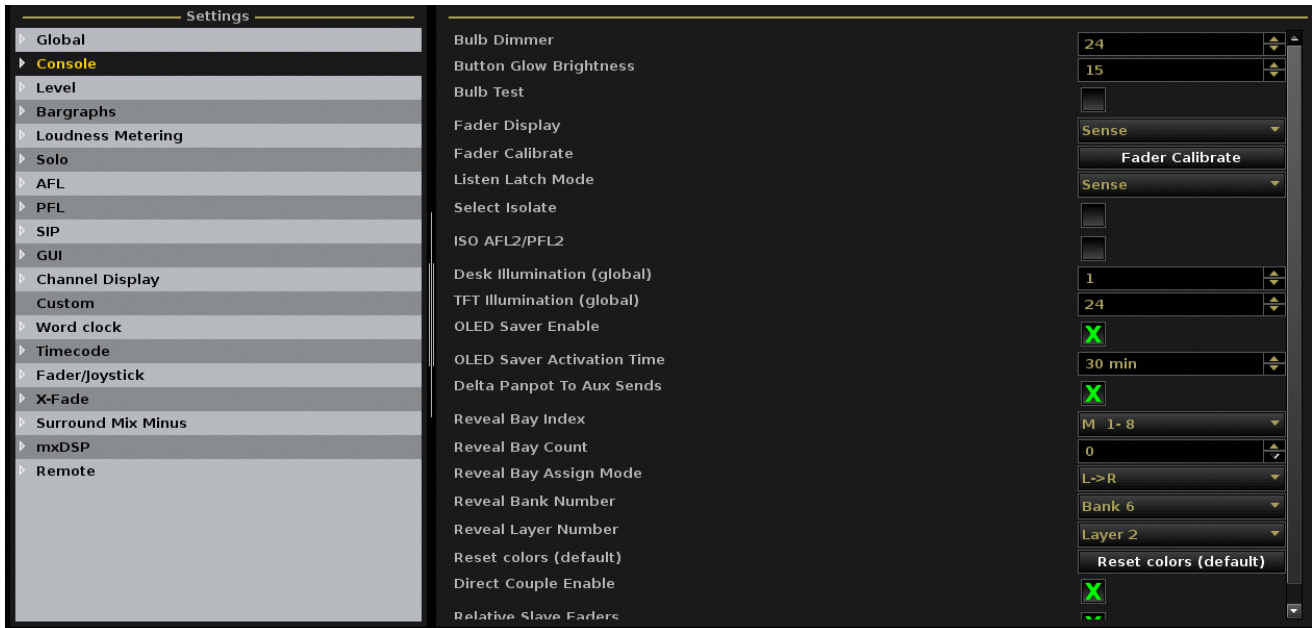 Settings
Global
Console
Level
Bargraphs
Loudness Metering
Solo
AFL
PFL
SIP
GUI
Channel Display
Custom
Word clock
Timecode
Fader/Joystick
X-Fade
Surround Mix Minus
mxDSP
Remote
Bulb Dimmer 24
Button Glow Brightness 15
Bulb Test
Fader Display Sense
Fader Calibrate Fader Calibrate
Listen Latch Mode Sense
Select Isolate
ISO AFL2/PFL2
Desk Illumination (global) 1
TFT Illumination (global) 24
OLED Saver Enable X
OLED Saver Activation Time 30 min
Delta Panpot To Aux Sends X
Reveal Bay Index M 1- 8
Reveal Bay Count 0
Reveal Bay Assign Mode L->R
Reveal Bank Number Bank 6
Reveal Layer Number Layer 2
Reset colors (default) Reset colors (default)
Direct Couple Enable X
Relative Slave Faders X